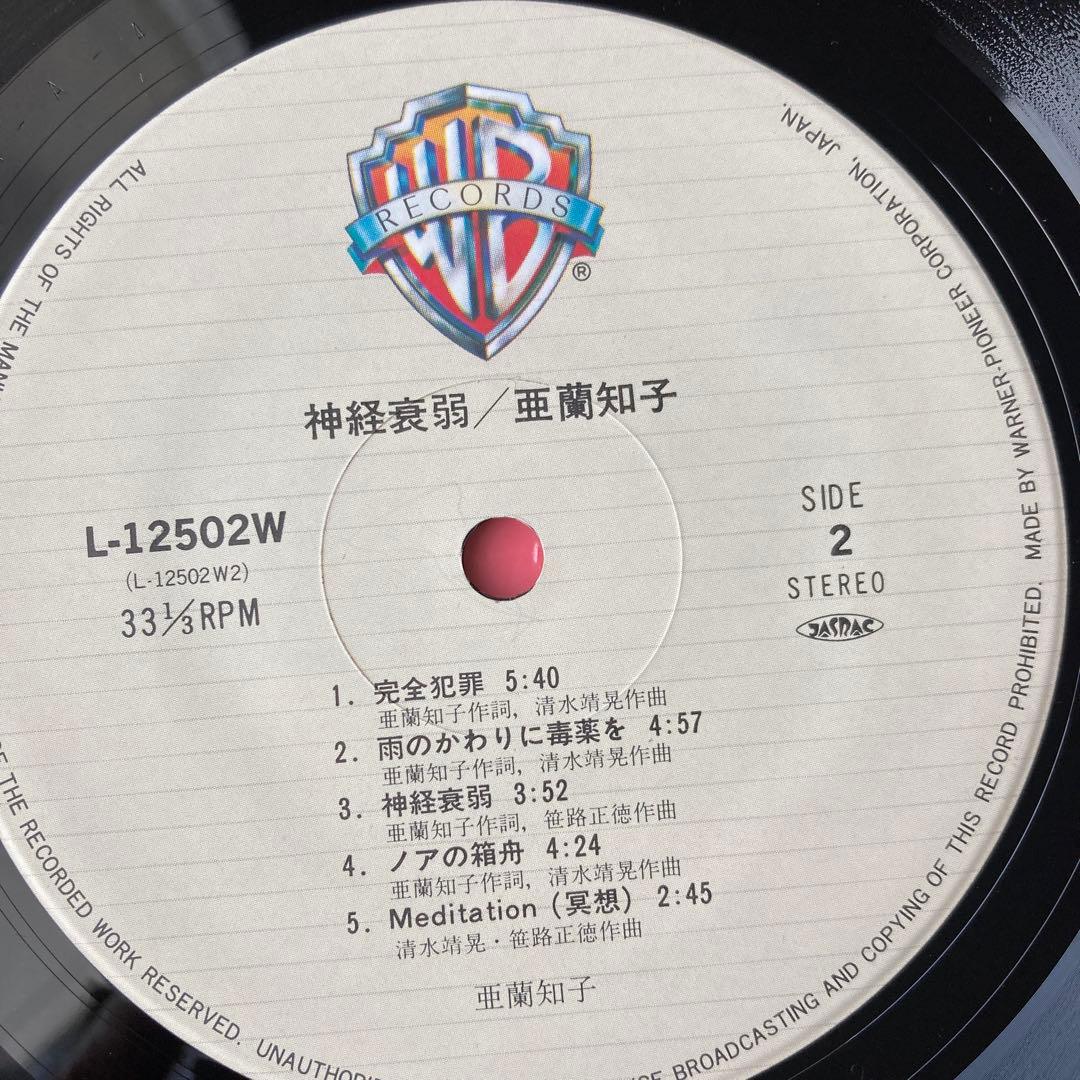 WB
RECORDS
®
神経衰弱／亜蘭知子
L-12502W
(L-12502W2)
33⅓RPM
SIDE
2
STEREO
JASRAC
1. 完全犯罪 5:40
亜蘭知子作詞, 清水靖晃作曲
2. 雨のかわりに毒薬を 4:57
亜蘭知子作詞, 清水靖晃作曲
3. 神経衰弱 3:52
亜蘭知子作詞, 笹路正徳作曲
4. ノアの箱舟 4:24
亜蘭知子作詞, 清水靖晃作曲
5. Meditation (冥想) 2:45
清水靖晃・笹路正徳作曲
亜蘭知子
ALL RIGHTS OF THE
THE RECORDED WORK RESERVED.
BROADCASTING AND COPYING OF THIS RECORD PROHIBITED. MADE BY WARNER-PIONEER CORPORATION, JAPAN.